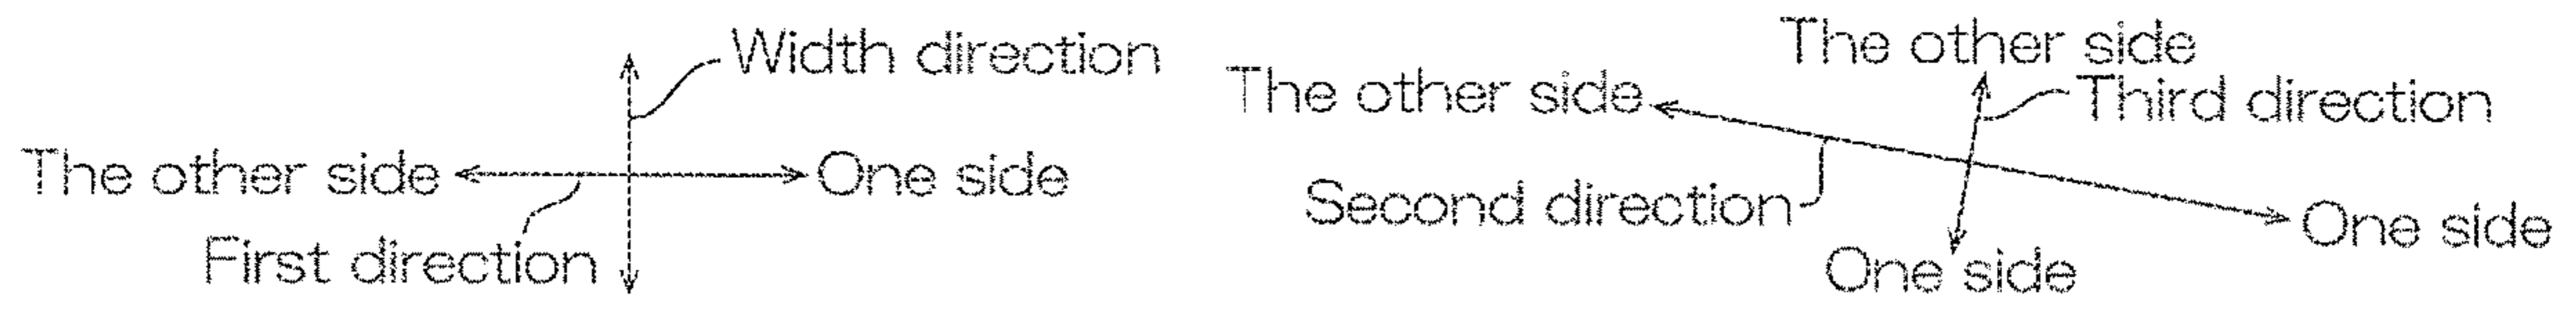 Width direction
The other side
One side
First direction
The other side
The other side
Third direction
Second direction
One side
One side